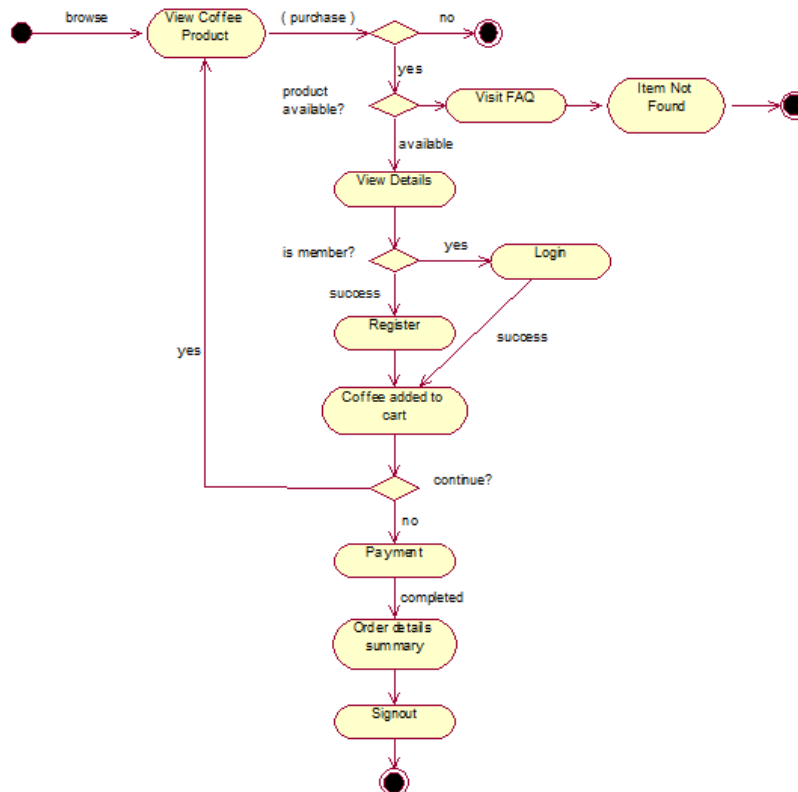 browse
View Coffee
Product
( purchase )
no
yes
product
available?
Visit FAQ
Item Not
Found
available
View Details
is member?
yes
Login
success
Register
success
yes
Coffee added to
cart
continue?
no
Payment
completed
Order details
summary
Signout